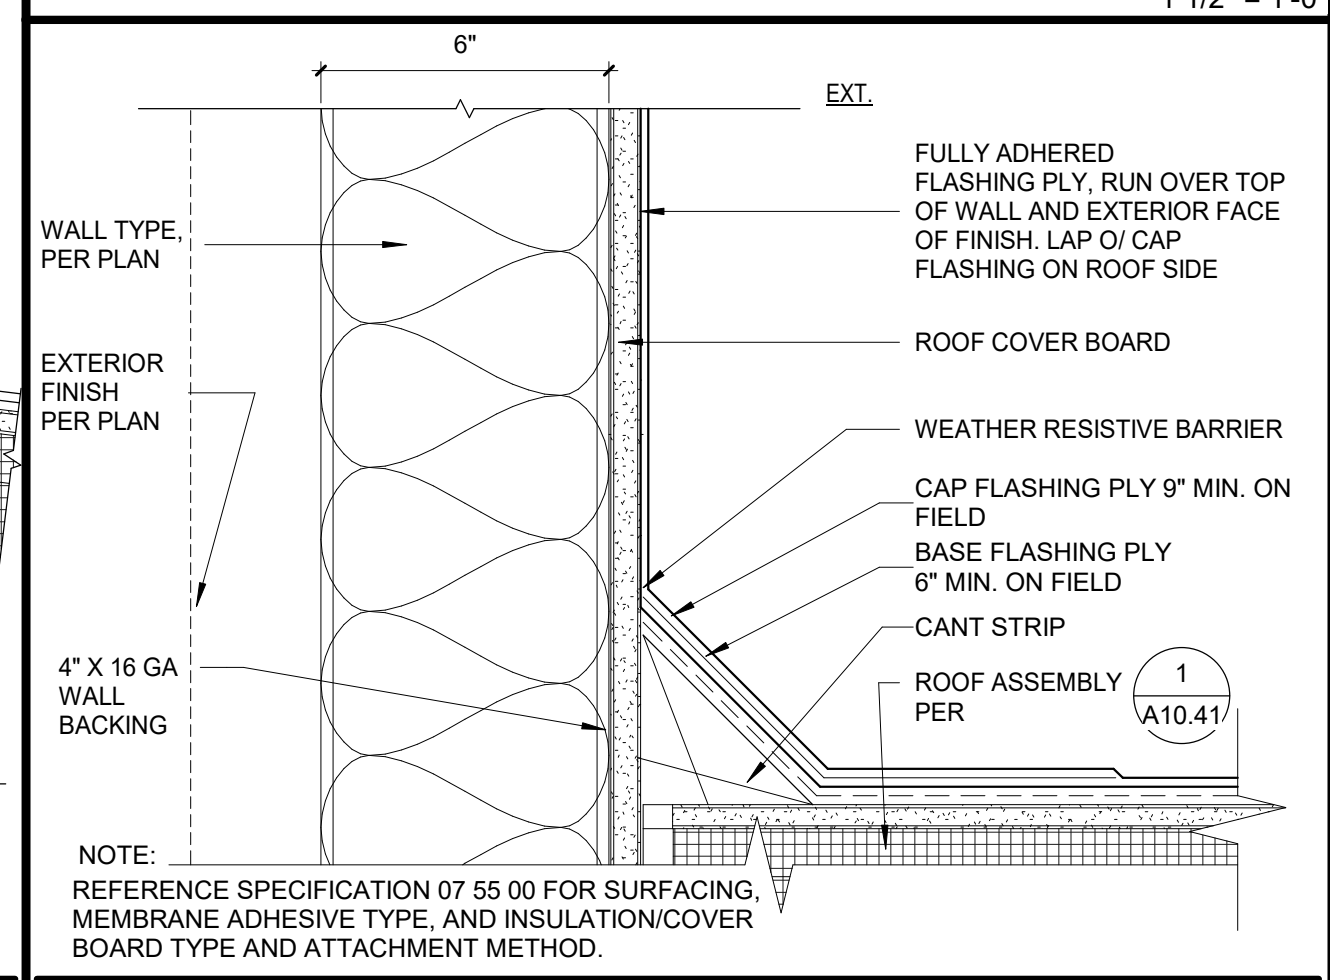 6"
EXT.
FULLY ADHERED
FLASHING PLY, RUN OVER TOP
OF WALL AND EXTERIOR FACE
OF FINISH. LAP O/ CAP
FLASHING ON ROOF SIDE
WALL TYPE,
PER PLAN
ROOF COVER BOARD
EXTERIOR
FINISH
PER PLAN
WEATHER RESISTIVE BARRIER
CAP FLASHING PLY 9" MIN. ON
FIELD
BASE FLASHING PLY
6" MIN. ON FIELD
CANT STRIP
4" X 16 GA
WALL
BACKING
ROOF ASSEMBLY
PER
1
A10.41
NOTE:
REFERENCE SPECIFICATION 07 55 00 FOR SURFACING,
MEMBRANE ADHESIVE TYPE, AND INSULATION/COVER
BOARD TYPE AND ATTACHMENT METHOD.